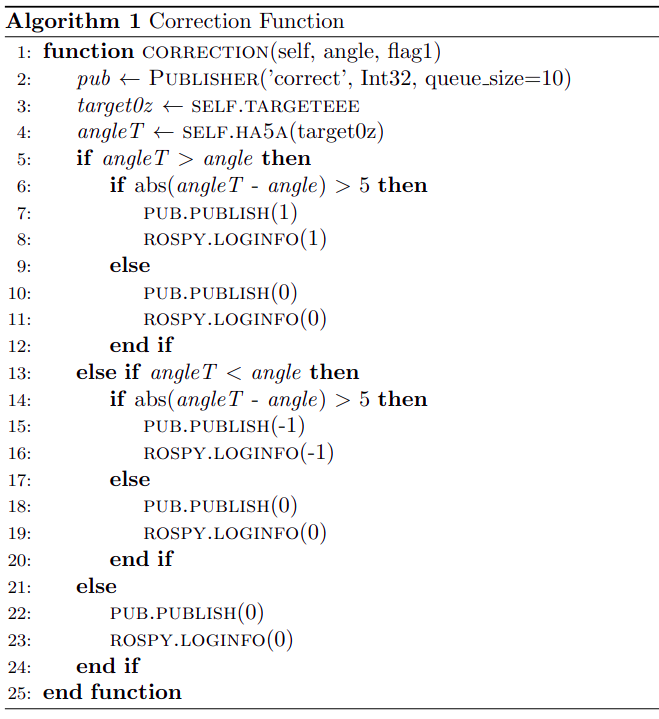 Algorithm 1 Correction Function
1: function CORRECTION(self, angle, flag1)
2: pub ← PUBLISHER('correct', Int32, queue_size=10)
3: target0z ← SELF.TARGETEEE
4: angleT ← SELF.HA5A(target0z)
5: if angleT > angle then
6: if abs(angleT - angle) > 5 then
7: PUB.PUBLISH(1)
8: ROSPY.LOGINFO(1)
9: else
10: PUB.PUBLISH(0)
11: ROSPY.LOGINFO(0)
12: end if
13: else if angleT < angle then
14: if abs(angleT - angle) > 5 then
15: PUB.PUBLISH(-1)
16: ROSPY.LOGINFO(-1)
17: else
18: PUB.PUBLISH(0)
19: ROSPY.LOGINFO(0)
20: end if
21: else
22: PUB.PUBLISH(0)
23: ROSPY.LOGINFO(0)
24: end if
25: end function